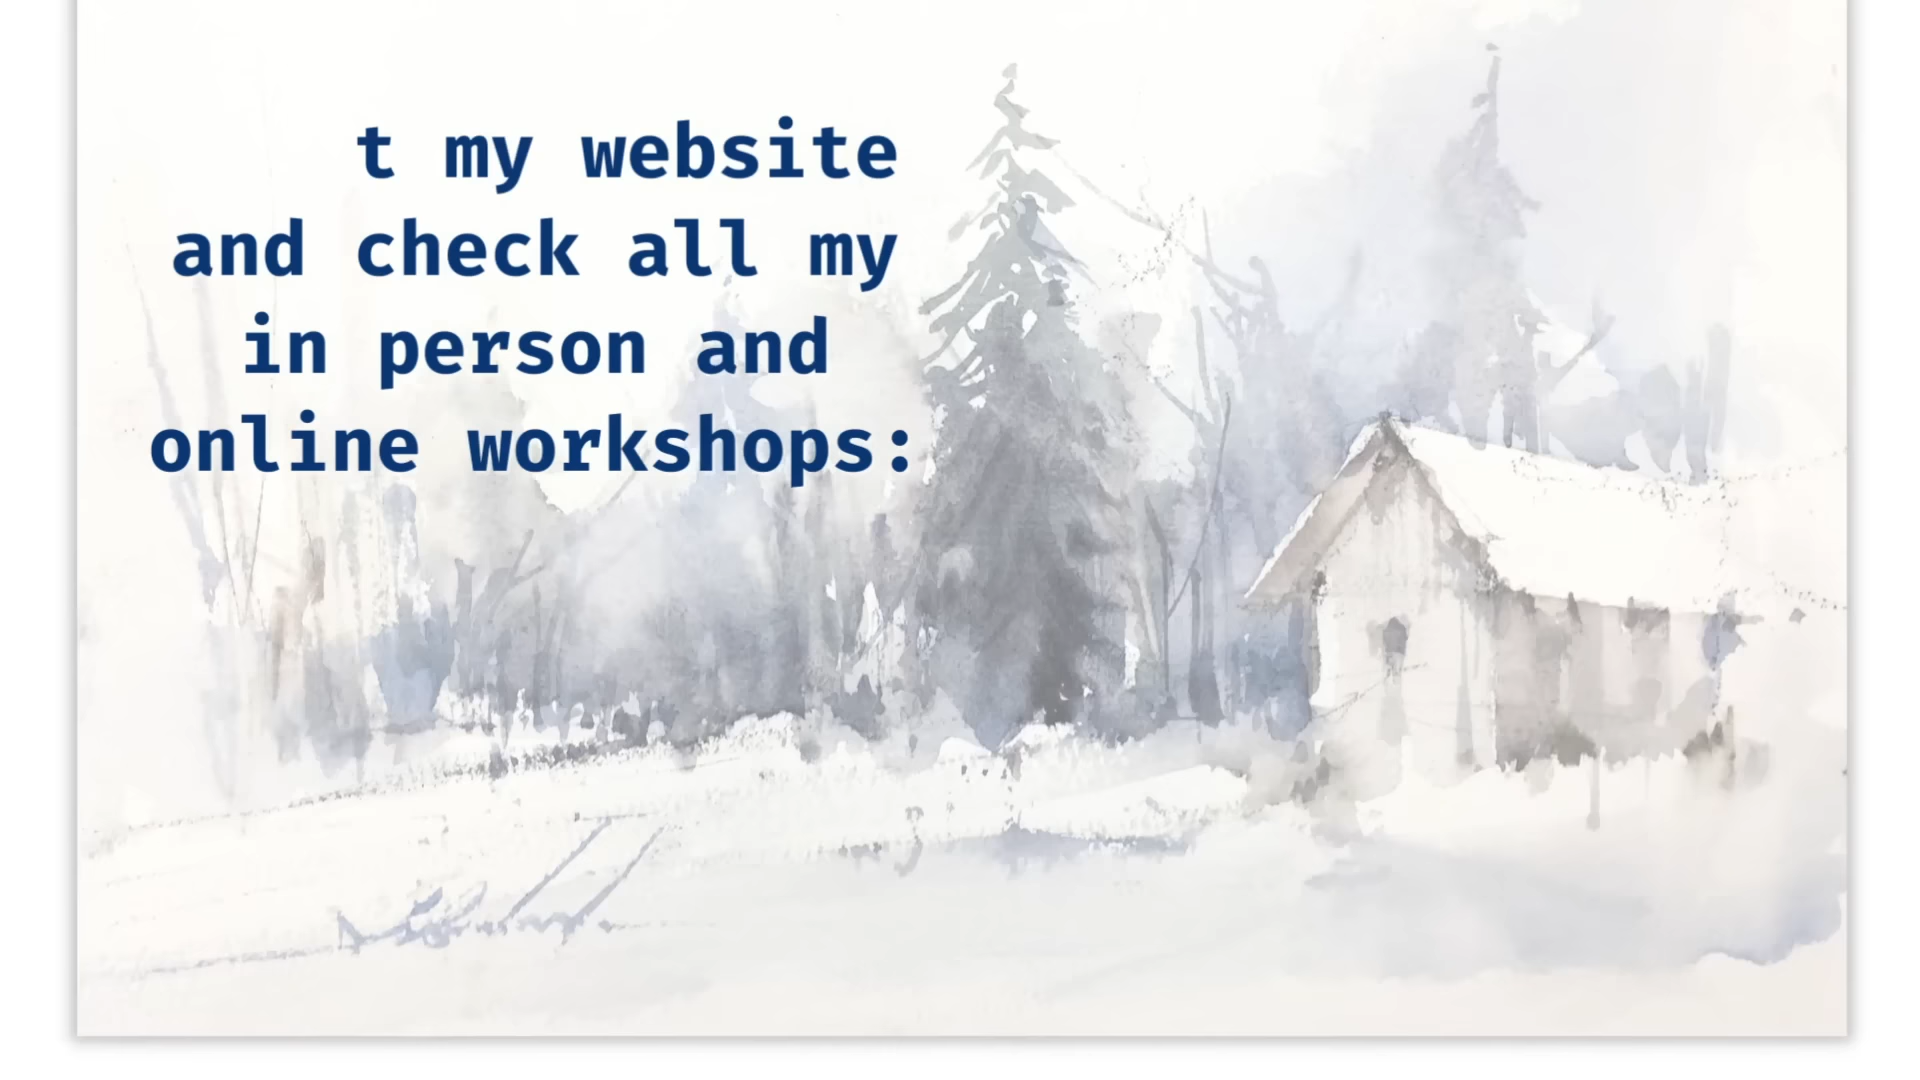 t my website
and check all my
in person and
online workshops: